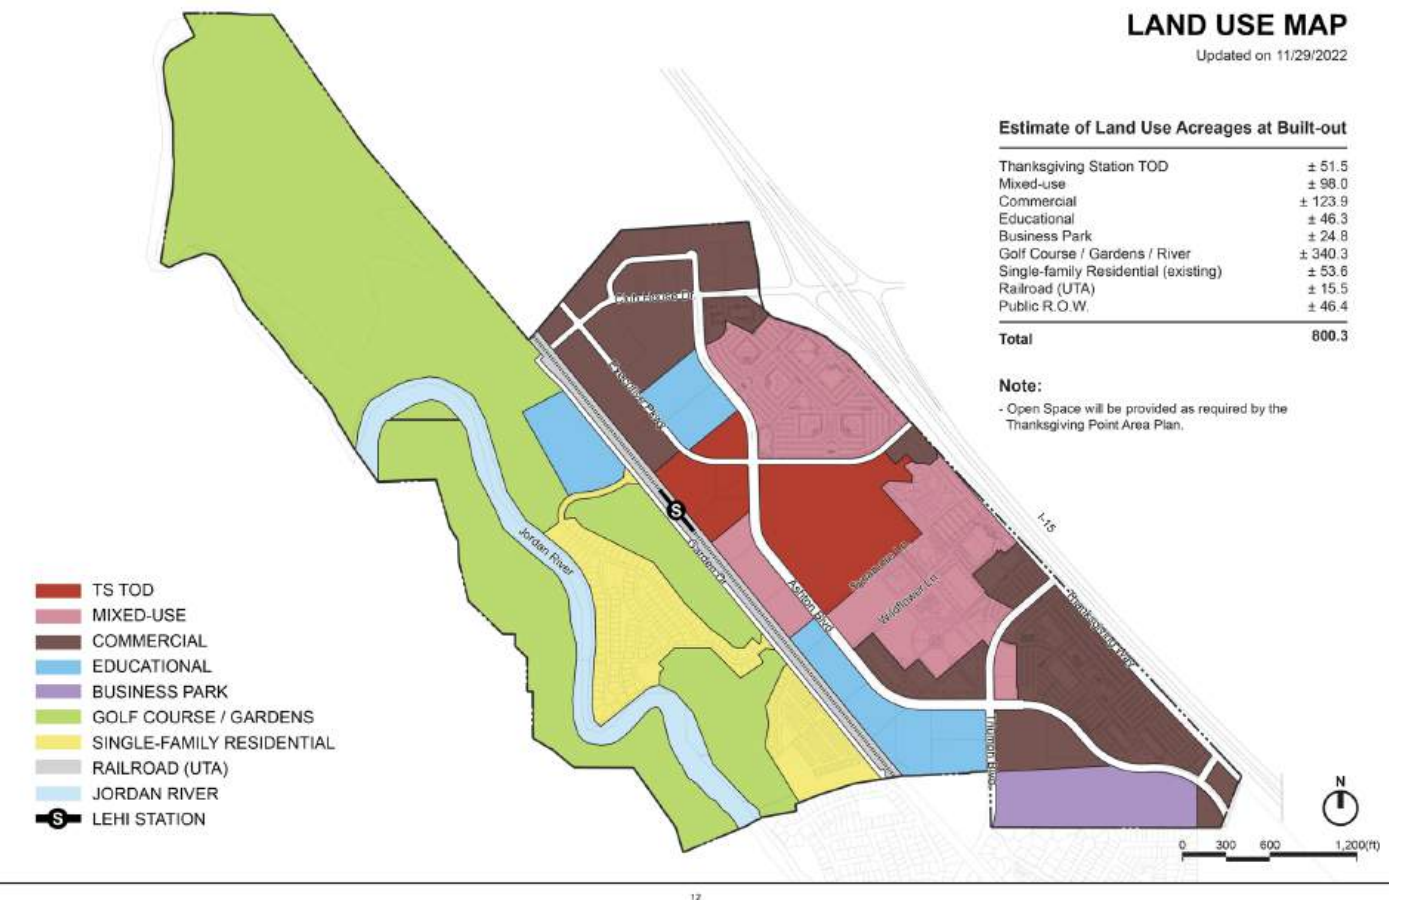 LAND USE MAP
Updated on 11/29/2022
Estimate of Land Use Acreages at Built-out
Thanksgiving Station TOD ± 51.5
Mixed-use ± 98.0
Commercial ± 123.9
Educational ± 46.3
Business Park ± 24.8
Golf Course / Gardens / River ± 340.3
Single-family Residential (existing) ± 53.6
Railroad (UTA) ± 15.5
Public R.O.W. ± 46.4
Total 800.3
Note:
- Open Space will be provided as required by the
Thanksgiving Point Area Plan.
Club House Dr.
Executive Pkwy
I-15
S
Jordan River
Garden Dr.
Ashton Blvd
Wildflower Ln.
Thanksgiving Way
Triumph Blvd.
TS TOD
MIXED-USE
COMMERCIAL
EDUCATIONAL
BUSINESS PARK
GOLF COURSE / GARDENS
SINGLE-FAMILY RESIDENTIAL
RAILROAD (UTA)
JORDAN RIVER
S LEHI STATION
N
0 300 600 1,200(ft)
12